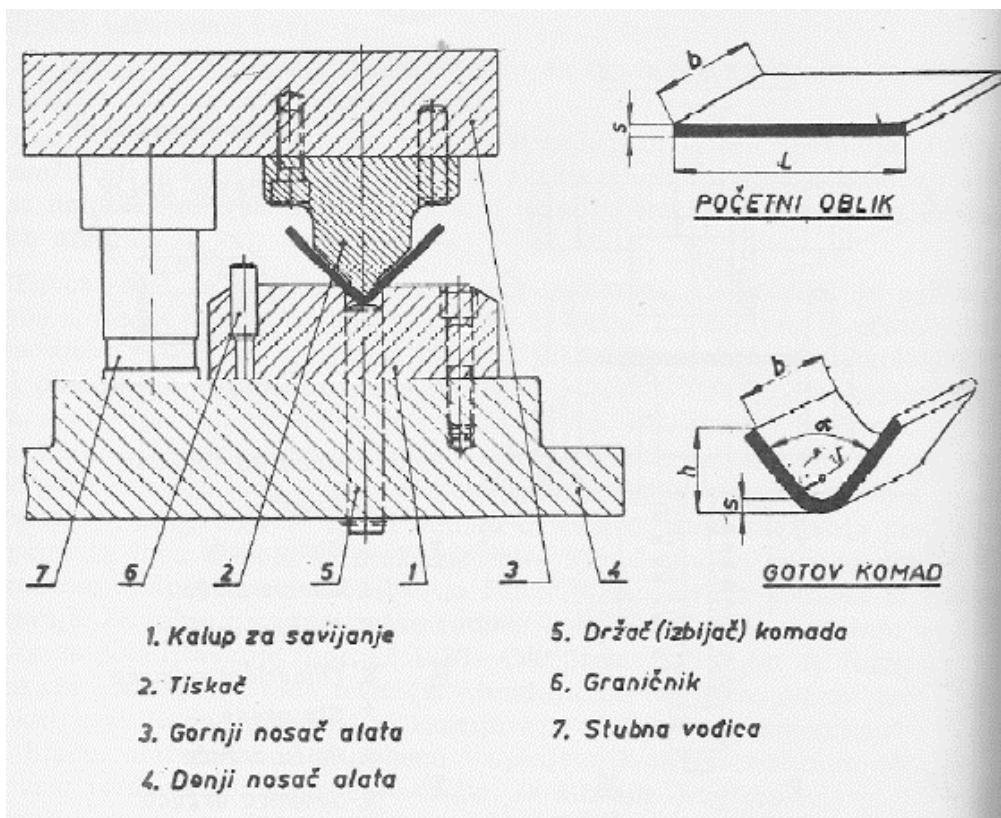 b
s
L
POČETNI OBLIK
b
α
h
s
GOTOV KOMAD
7 6 2 5 1 3 4
1. Kalup za savijanje
2. Tiskač
3. Gornji nosač alata
4. Donji nosač alata
5. Držač (izbijač) komada
6. Graničnik
7. Stubna vođica